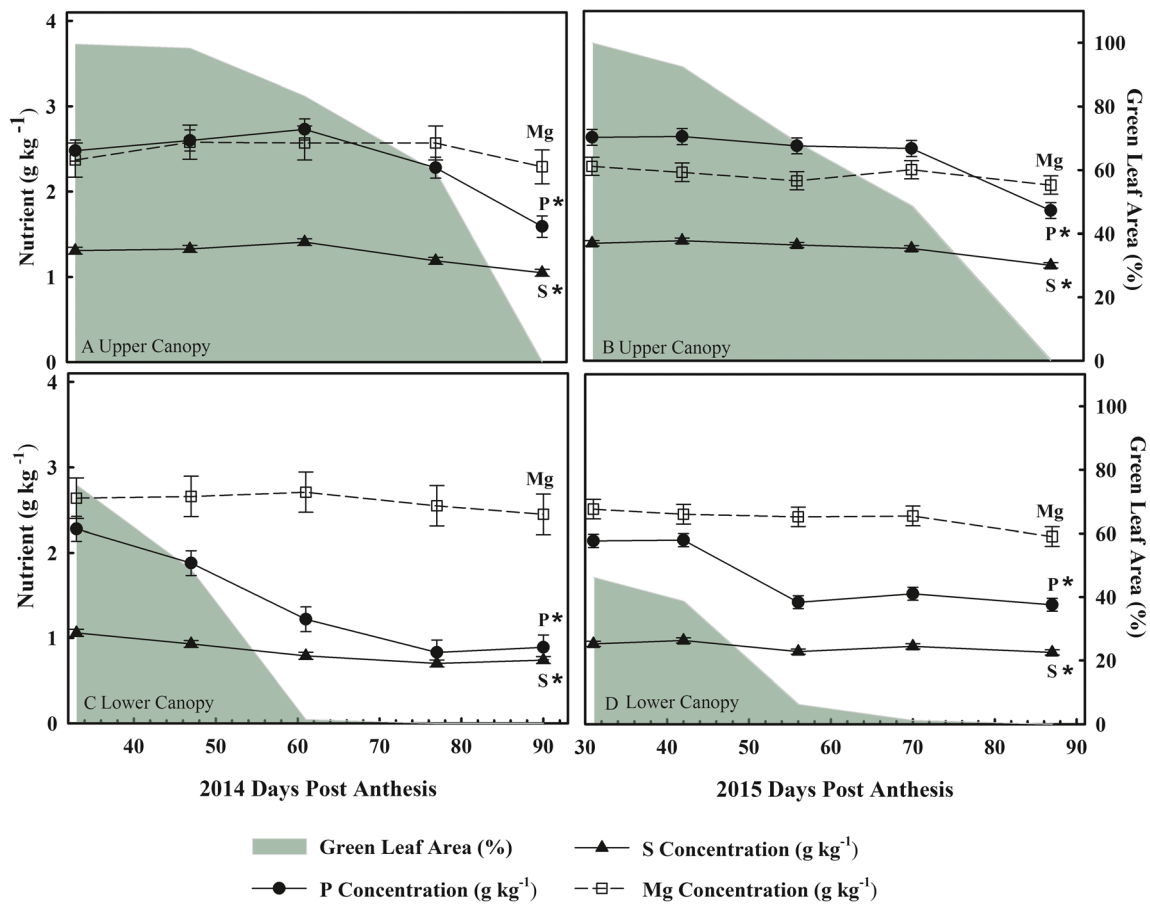 4
3
2
1
0
Nutrient (g kg -1)
Mg
P *
S *
A Upper Canopy
Mg
P *
S *
B Upper Canopy
100
80
60
40
20
0
Green Leaf Area (%)
4
3
2
1
0
Nutrient (g kg -1)
Mg
P *
S *
C Lower Canopy
Mg
P *
S *
D Lower Canopy
100
80
60
40
20
0
Green Leaf Area (%)
40 50 60 70 80 90
30 40 50 60 70 80 90
2014 Days Post Anthesis
2015 Days Post Anthesis
Green Leaf Area (%)
S Concentration (g kg-1)
P Concentration (g kg-1)
Mg Concentration (g kg-1)